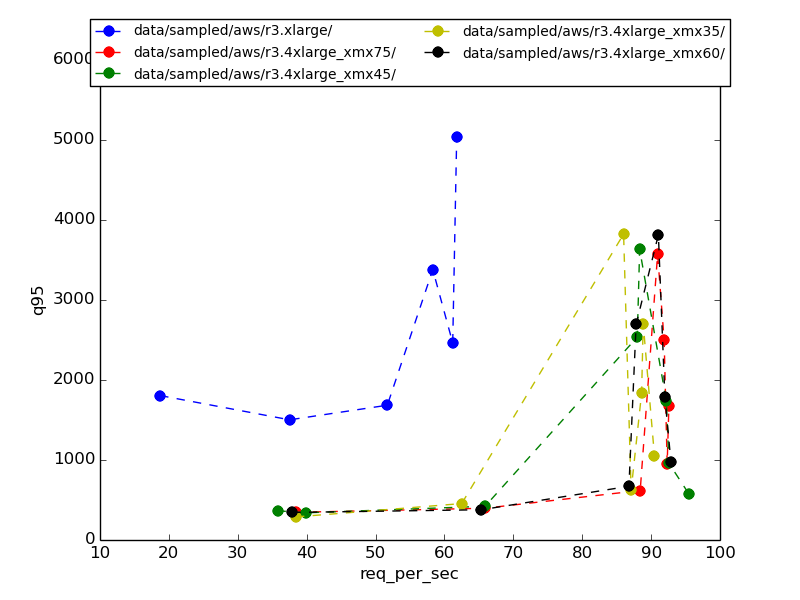 data/sampled/aws/r3.xlarge/
data/sampled/aws/r3.4xlarge_xmx75/
data/sampled/aws/r3.4xlarge_xmx45/
data/sampled/aws/r3.4xlarge_xmx35/
data/sampled/aws/r3.4xlarge_xmx60/
6000
5000
4000
3000
2000
1000
0
q95
10 20 30 40 50 60 70 80 90 100
req_per_sec